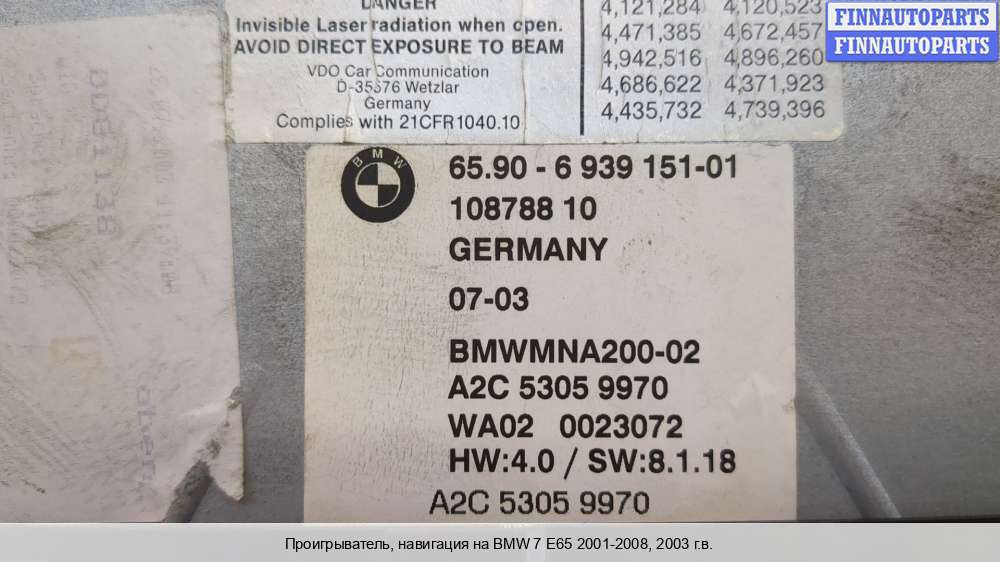 DANGER
Invisible Laser radiation when open.
AVOID DIRECT EXPOSURE TO BEAM
VDO Car Communication
D-35576 Wetzlar
Germany
Complies with 21CFR1040.10
4,121,284 4,120,523
4,471,385 4,672,457
4,942,516 4,896,260
4,686,622 4,371,923
4,435,732 4,739,396
FINNAUTOPARTS
FINNAUTOPARTS
BMW
65.90 - 6 939 151-01
108788 10
GERMANY
07-03
BMWMNA200-02
A2C 5305 9970
WA02 0023072
HW:4.0 / SW:8.1.18
A2C 5305 9970
Проигрыватель, навигация на BMW 7 E65 2001-2008, 2003 г.в.